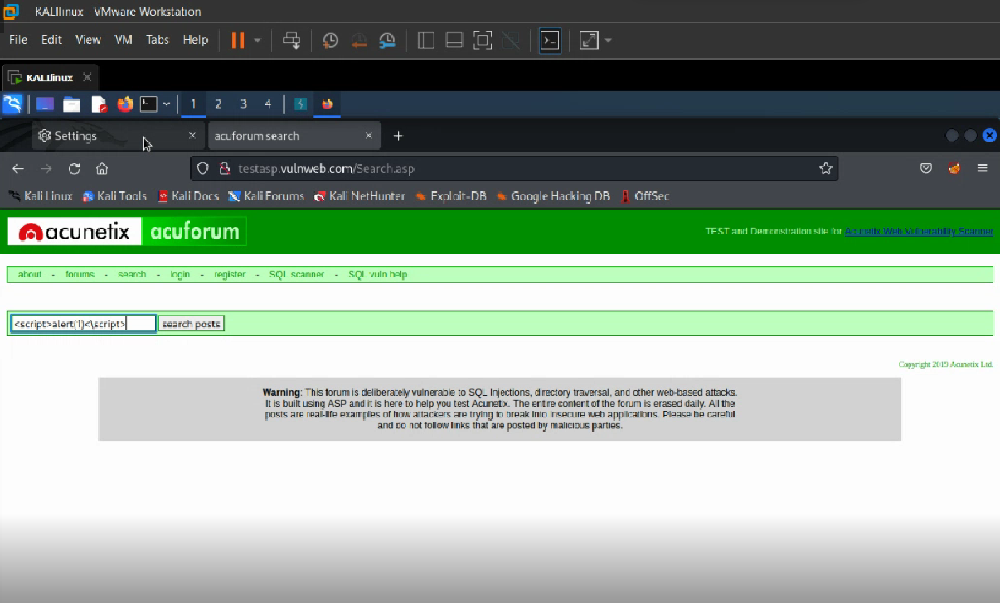 KALIlinux - VMware Workstation
File Edit View VM Tabs Help
KALIlinux
1 2 3 4
Settings acuforum search
testasp.vulnweb.com/Search.asp
Kali Linux Kali Tools Kali Docs Kali Forums Kali NetHunter Exploit-DB Google Hacking DB OffSec
acunetix acuforum TEST and Demonstration site for Acunetix Web Vulnerability Scanner
about - forums - search - login - register - SQL scanner - SQL vuln help
<script>alert(1)<\script> search posts
Copyright 2019 Acunetix Ltd.
Warning: This forum is deliberately vulnerable to SQL Injections, directory traversal, and other web-based attacks.
It is built using ASP and it is here to help you test Acunetix. The entire content of the forum is erased daily. All the
posts are real-life examples of how attackers are trying to break into insecure web applications. Please be careful
and do not follow links that are posted by malicious parties.